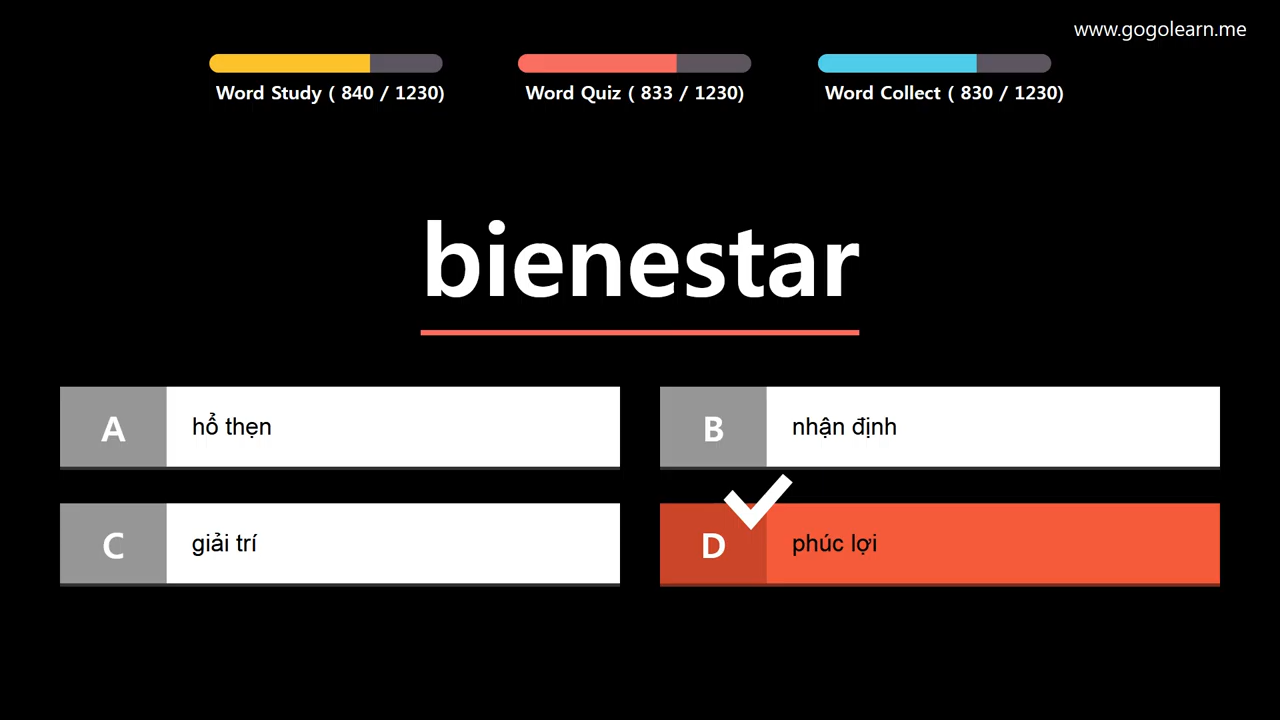 www.gogolearn.me
Word Study ( 840 / 1230)
Word Quiz ( 833 / 1230)
Word Collect ( 830 / 1230)
bienestar
A hổ thẹn
B nhận định
C giải trí
D phúc lợi